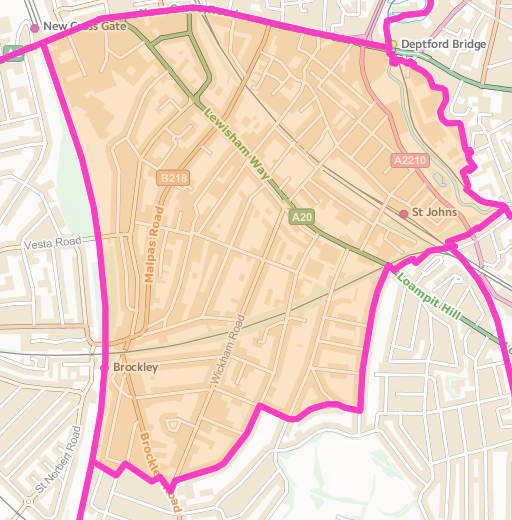 New Cross Gate
Deptford Bridge
Lewisham Way
A2210
B218
A20
St Johns
Malpas Road
Vesta Road
Loampit Hill
Wickham Road
Brockley
St Norbert Road
Brockley Road